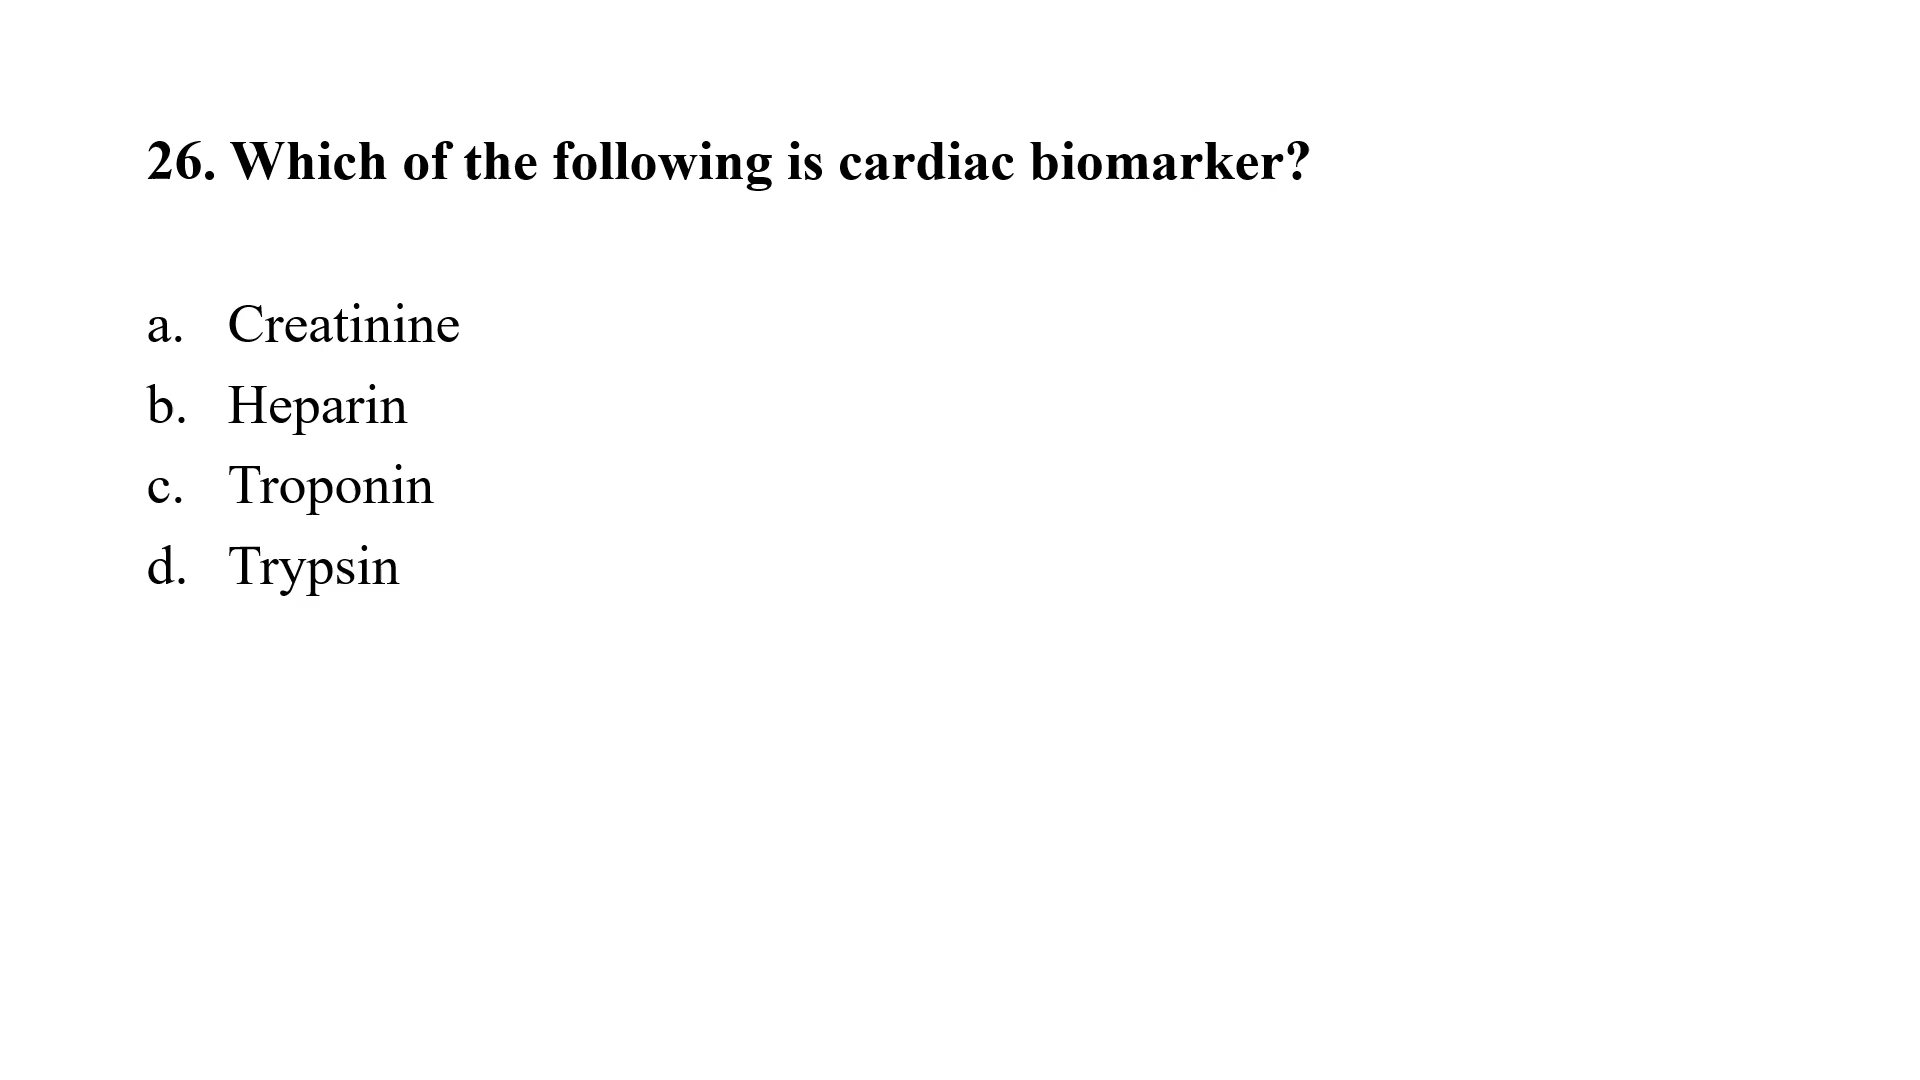 26. Which of the following is cardiac biomarker?
a. Creatinine
b. Heparin
c. Troponin
d. Trypsin